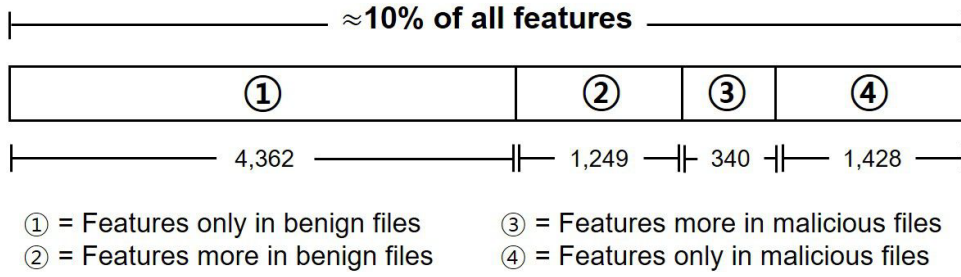 ≈10% of all features
① ② ③ ④
4,362 1,249 340 1,428
① = Features only in benign files
② = Features more in benign files
③ = Features more in malicious files
④ = Features only in malicious files